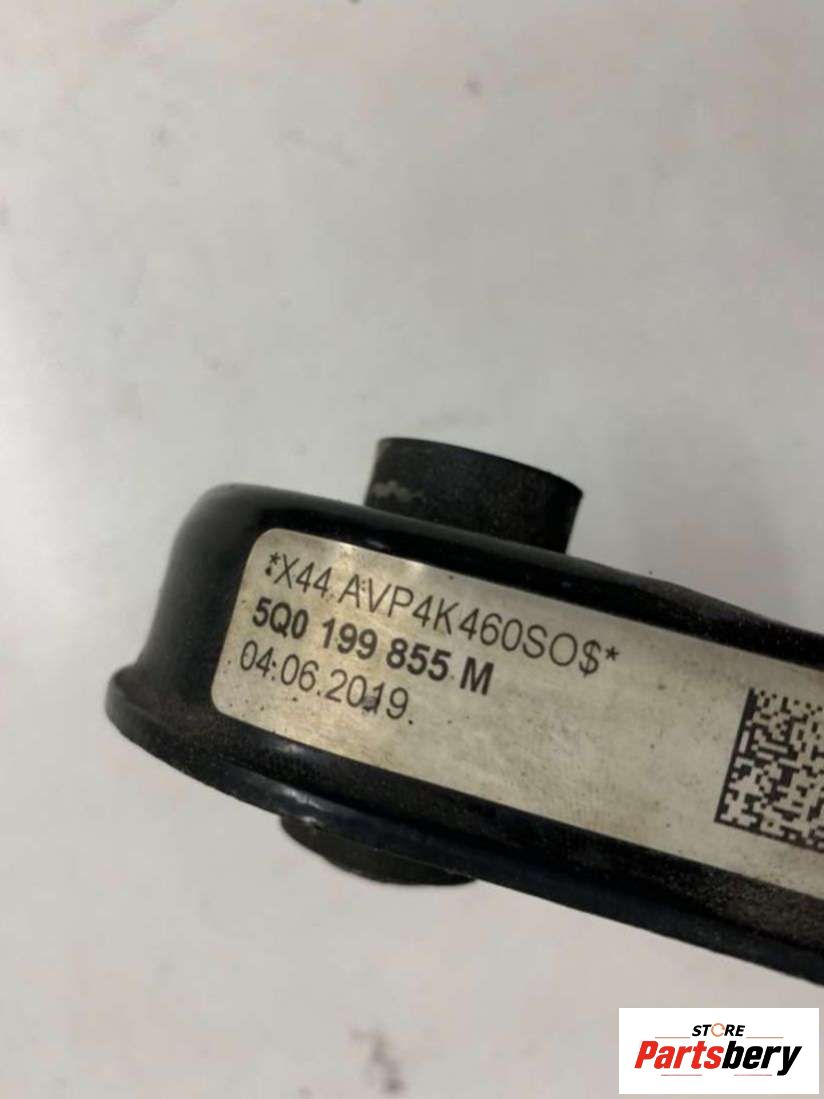 *X44 AVP4K460SO$*
5Q0 199 855 M
04.06.2019
STORE
Partsbery